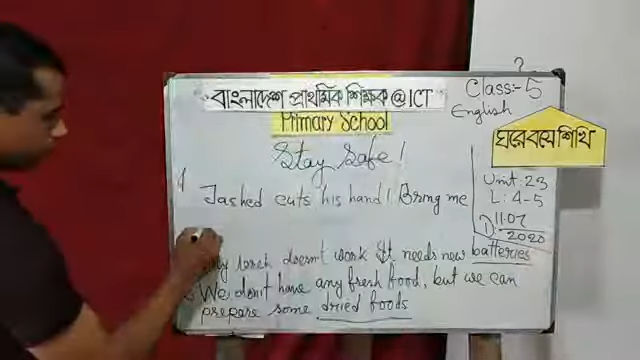 বাংলাদেশ প্রাথমিক শিক্ষক @ ICT
Primary School
Class:- 5
English
ঘরে বসে শিখি
Stay Safe!
Unit: 23
L: 4-5
11.07
2020
Jashed cuts his hand! Bring me
doesn't work It needs new batteries
We don't have any fresh food, but we can
prepare some dried foods